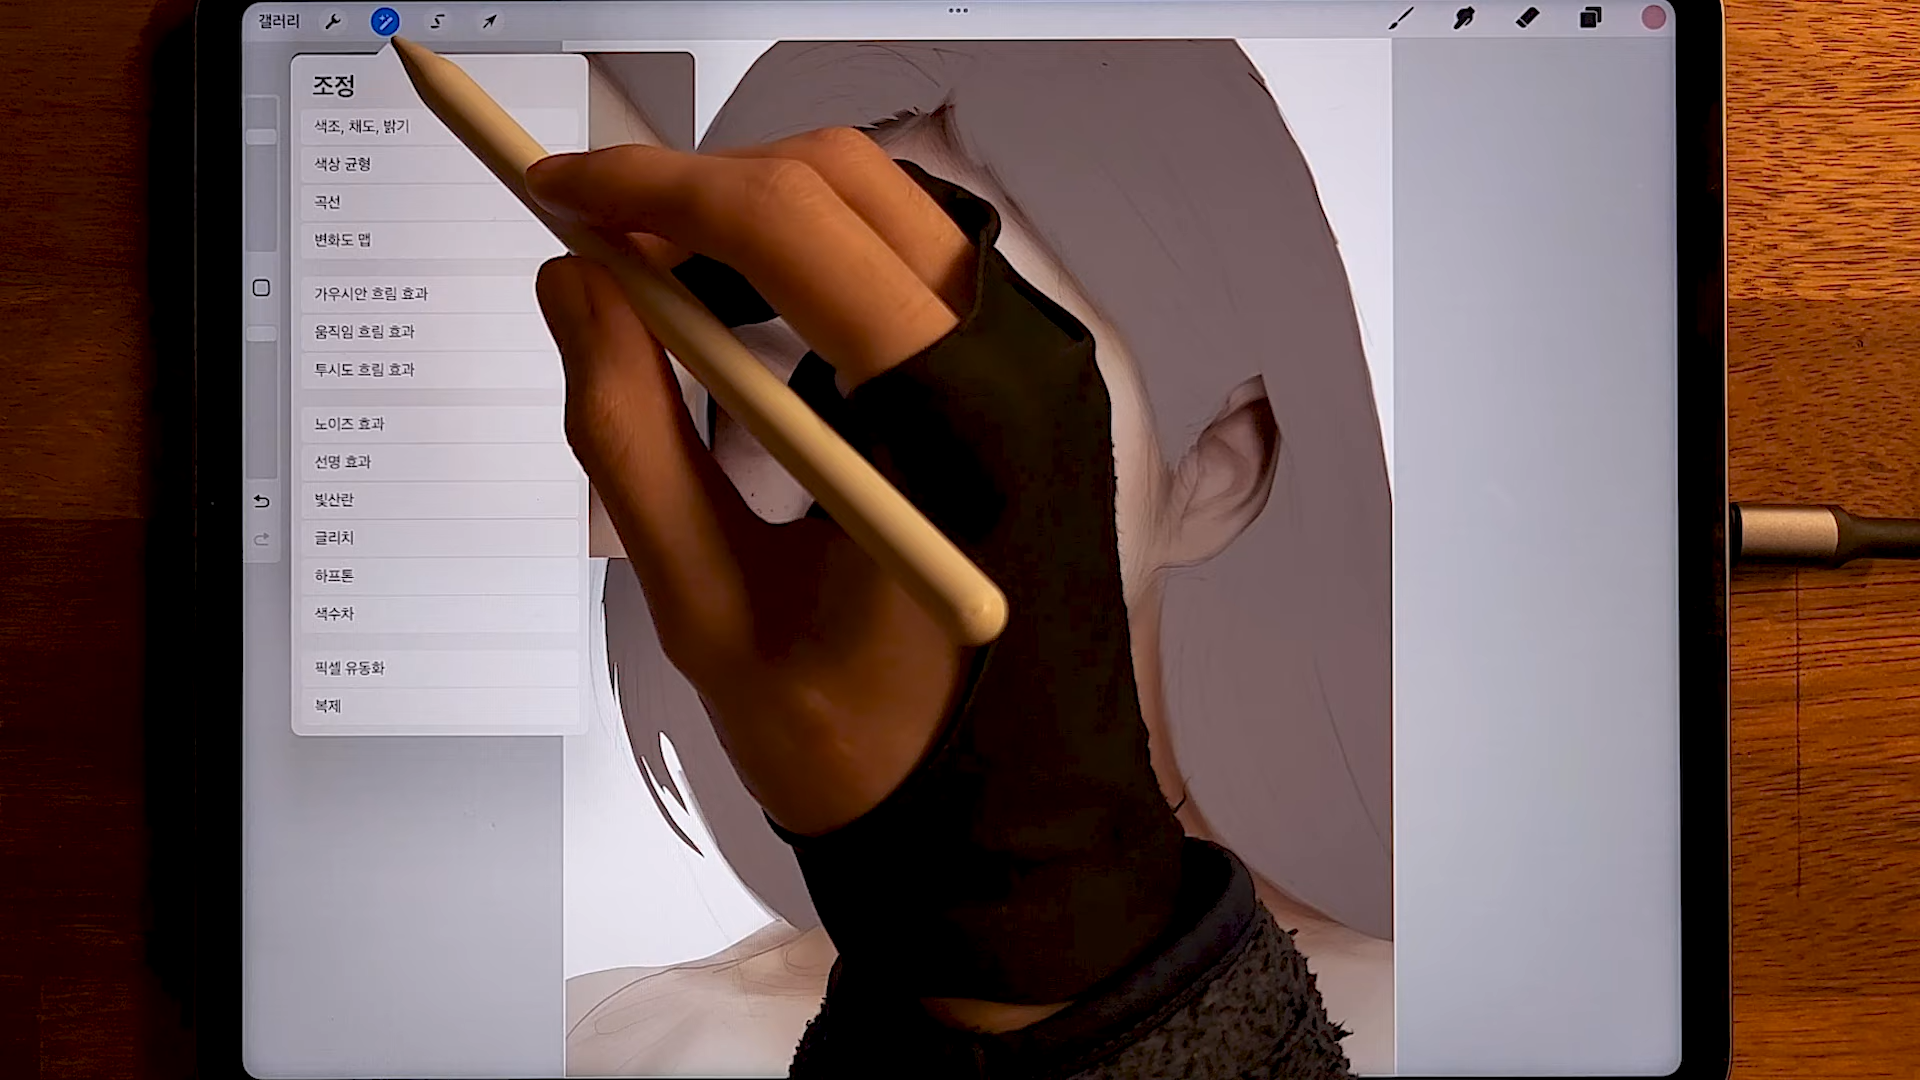 갤러리
조정
색조, 채도, 밝기
색상 균형
곡선
변화도 맵
가우시안 흐림 효과
움직임 흐림 효과
투시도 흐림 효과
노이즈 효과
선명 효과
빛산란
글리치
하프톤
색수차
픽셀 유동화
복제